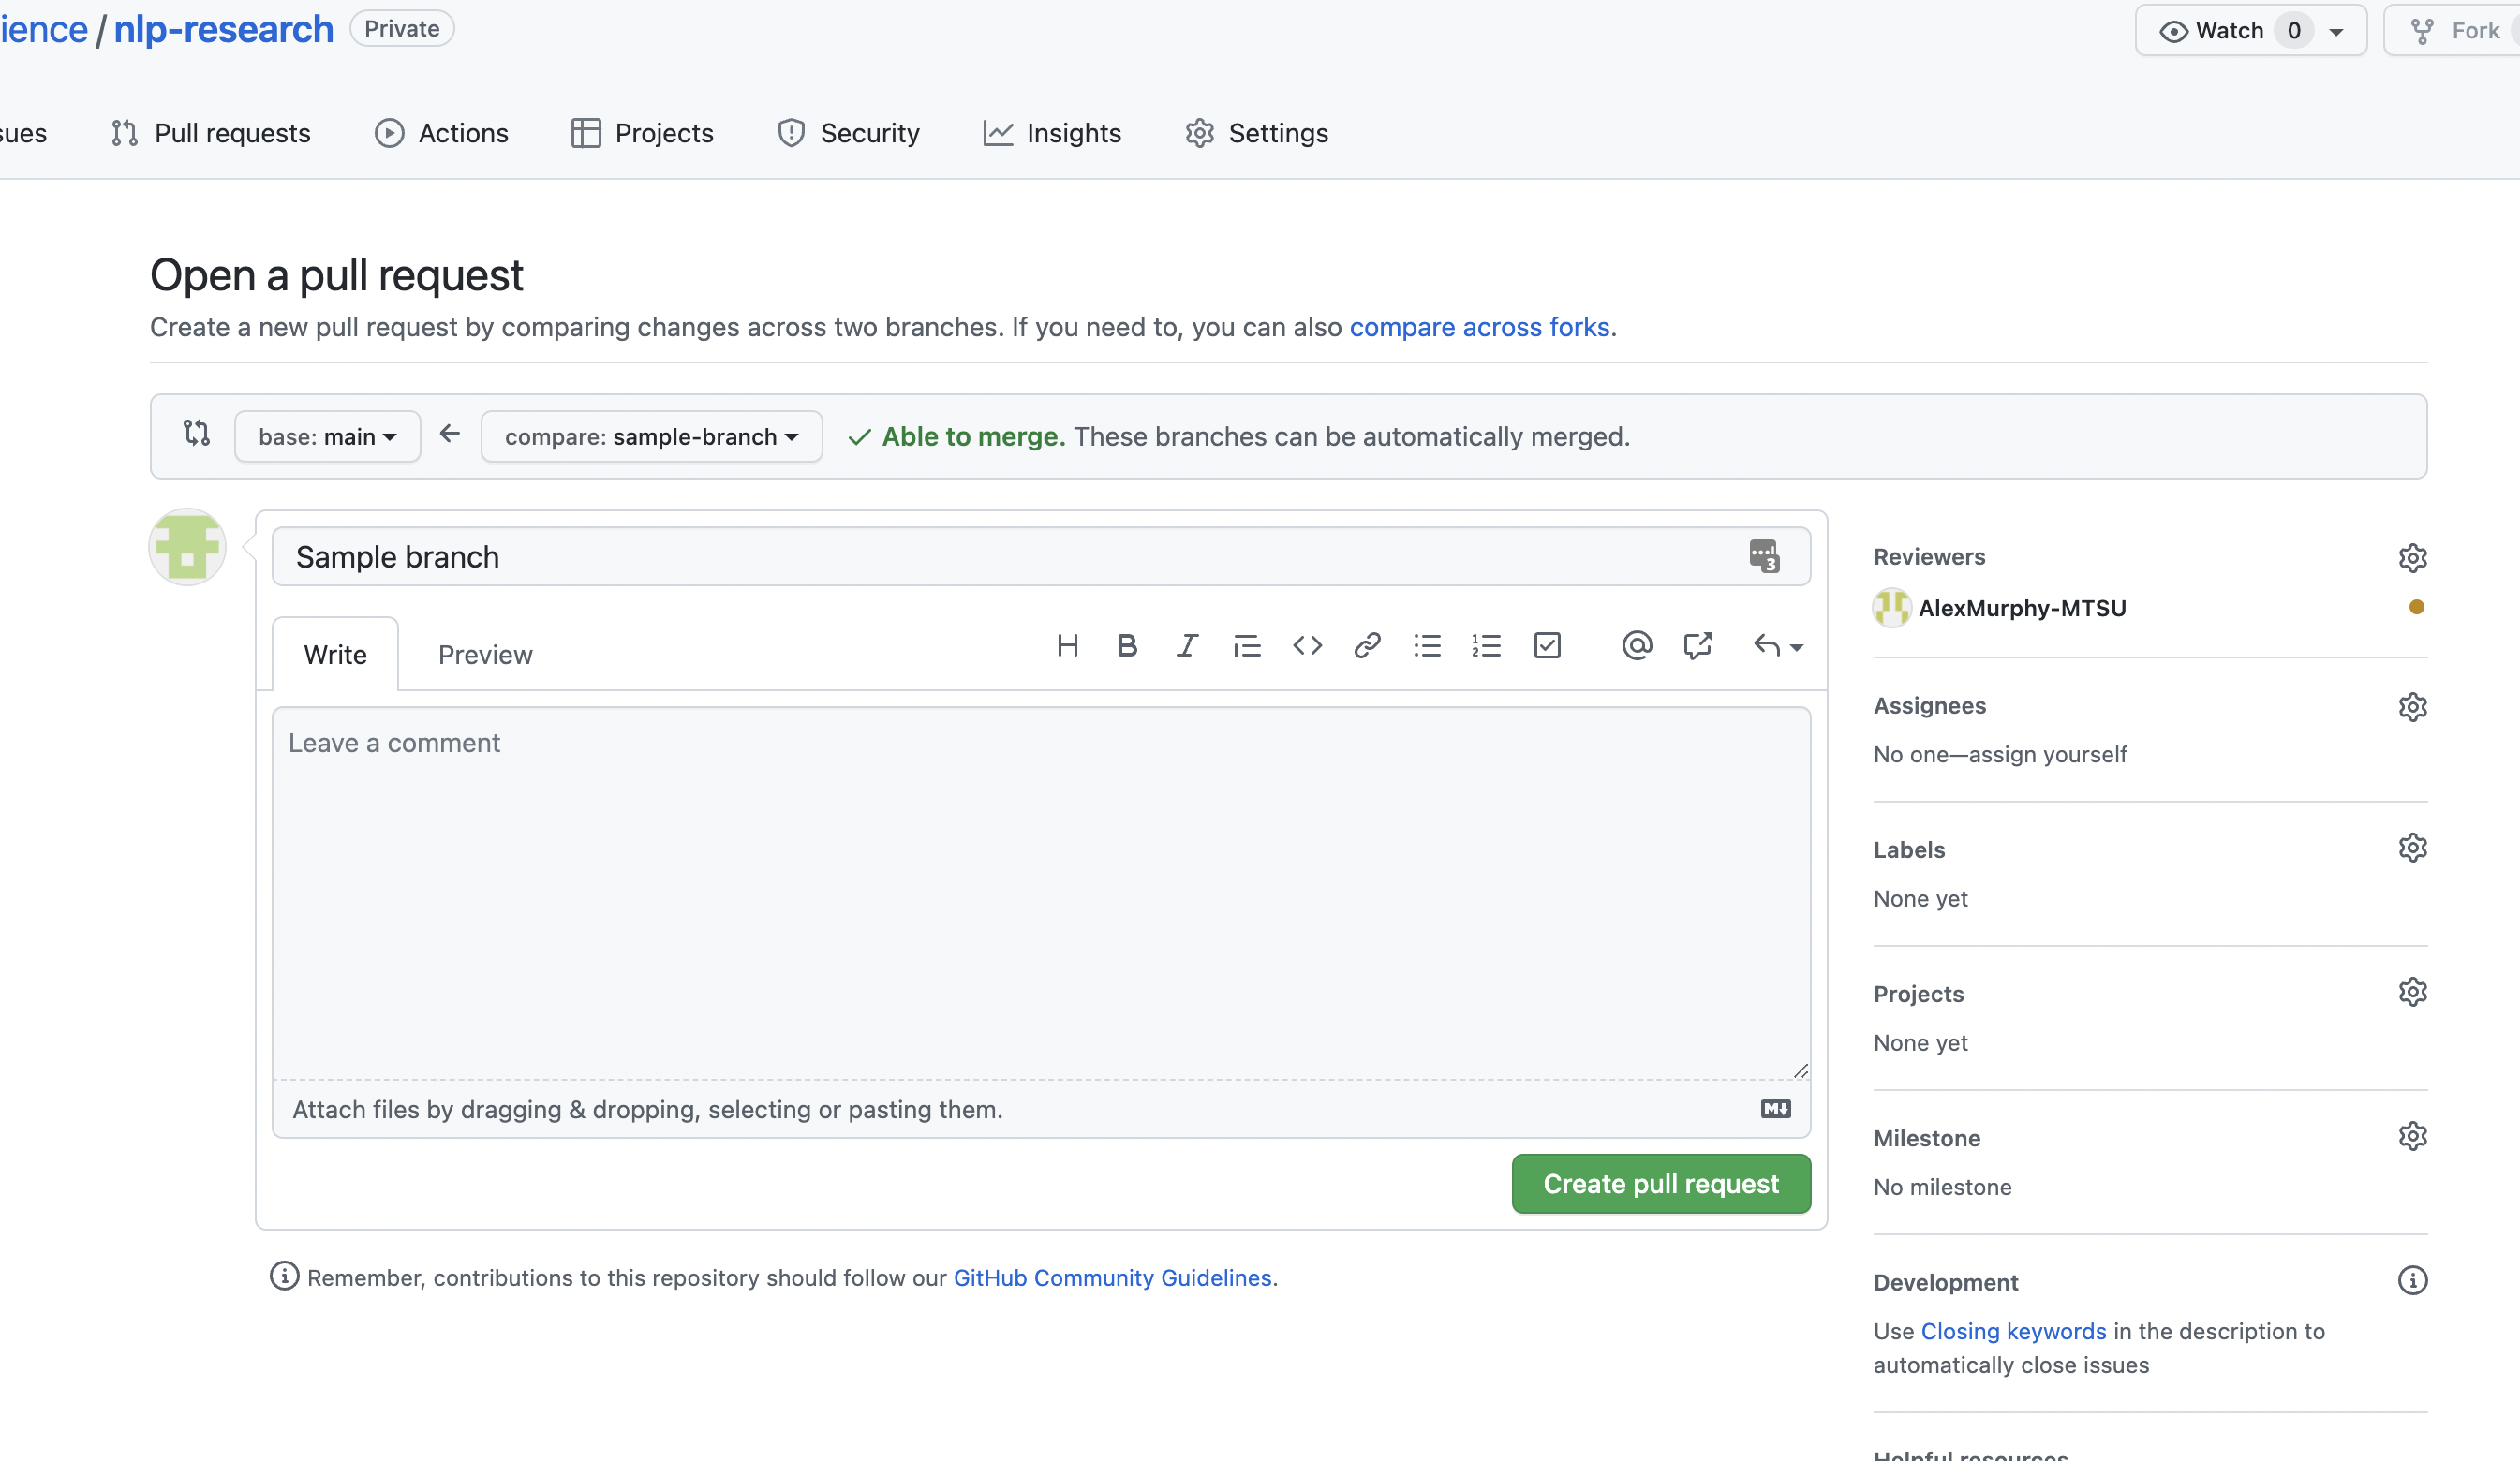 ience / nlp-research Private
Watch 0
Fork
sues Pull requests Actions Projects Security Insights Settings
Open a pull request
Create a new pull request by comparing changes across two branches. If you need to, you can also compare across forks.
base: main compare: sample-branch Able to merge. These branches can be automatically merged.
Sample branch
3
Write Preview
H B I
Leave a comment
Attach files by dragging & dropping, selecting or pasting them.
Create pull request
Remember, contributions to this repository should follow our GitHub Community Guidelines.
Reviewers
AlexMurphy-MTSU
Assignees
No one—assign yourself
Labels
None yet
Projects
None yet
Milestone
No milestone
Development
Use Closing keywords in the description to
automatically close issues
Helpful resources